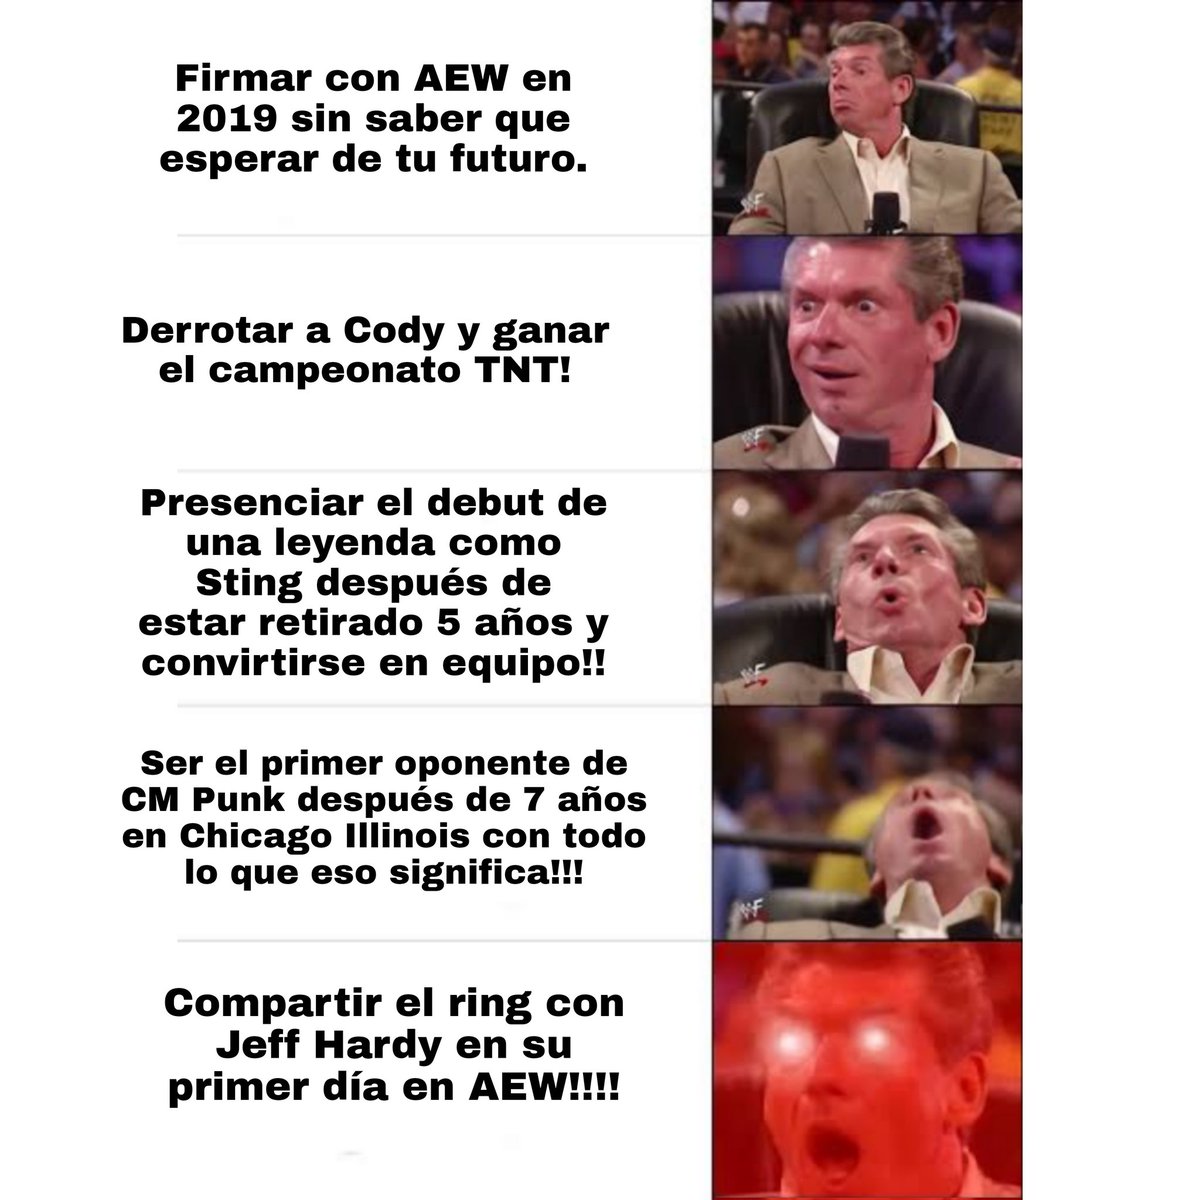 Firmar con AEW en
2019 sin saber que
esperar de tu futuro.
Derrotar a Cody y ganar
el campeonato TNT!
Presenciar el debut de
una leyenda como
Sting después de
estar retirado 5 años y
convirtirse en equipo!!
Ser el primer oponente de
CM Punk después de 7 años
en Chicago Illinois con todo
lo que eso significa!!!
Compartir el ring con
Jeff Hardy en su
primer día en AEW!!!!